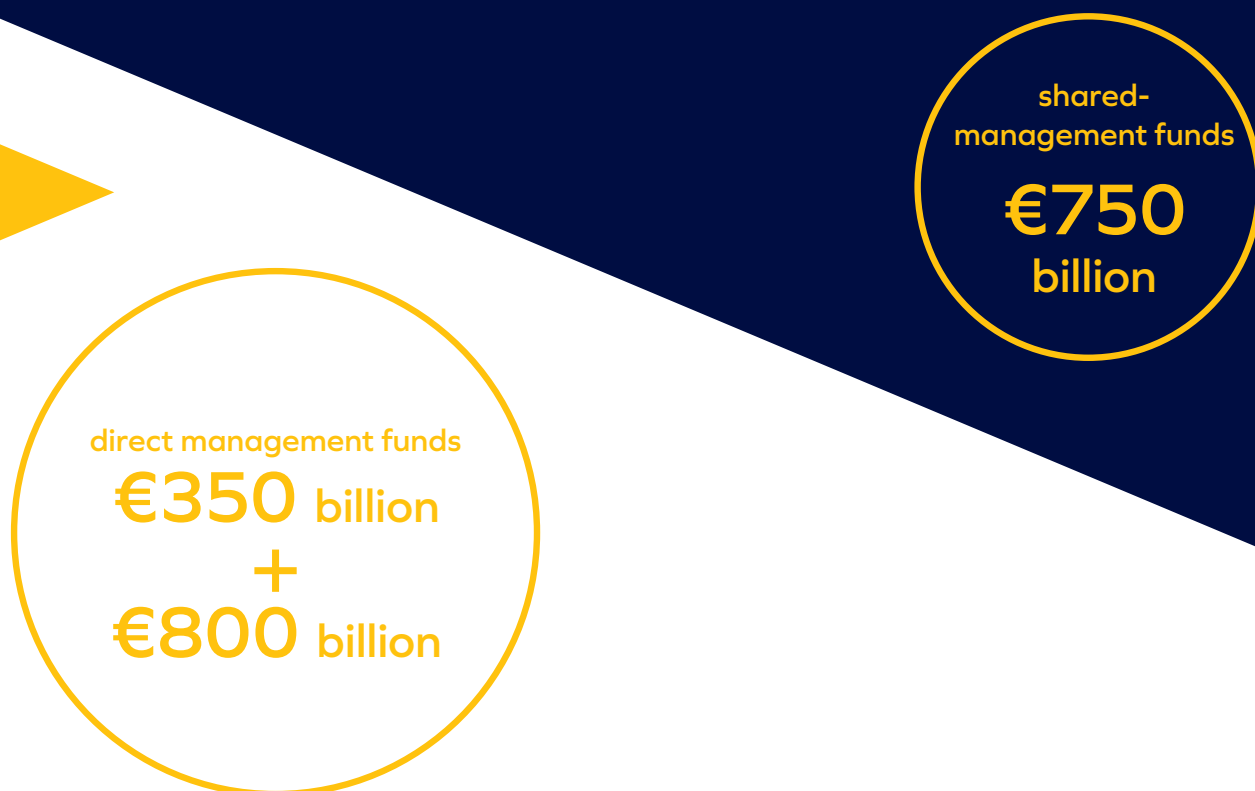 shared-
management funds
€750
billion
direct management funds
€350 billion
+
€800 billion